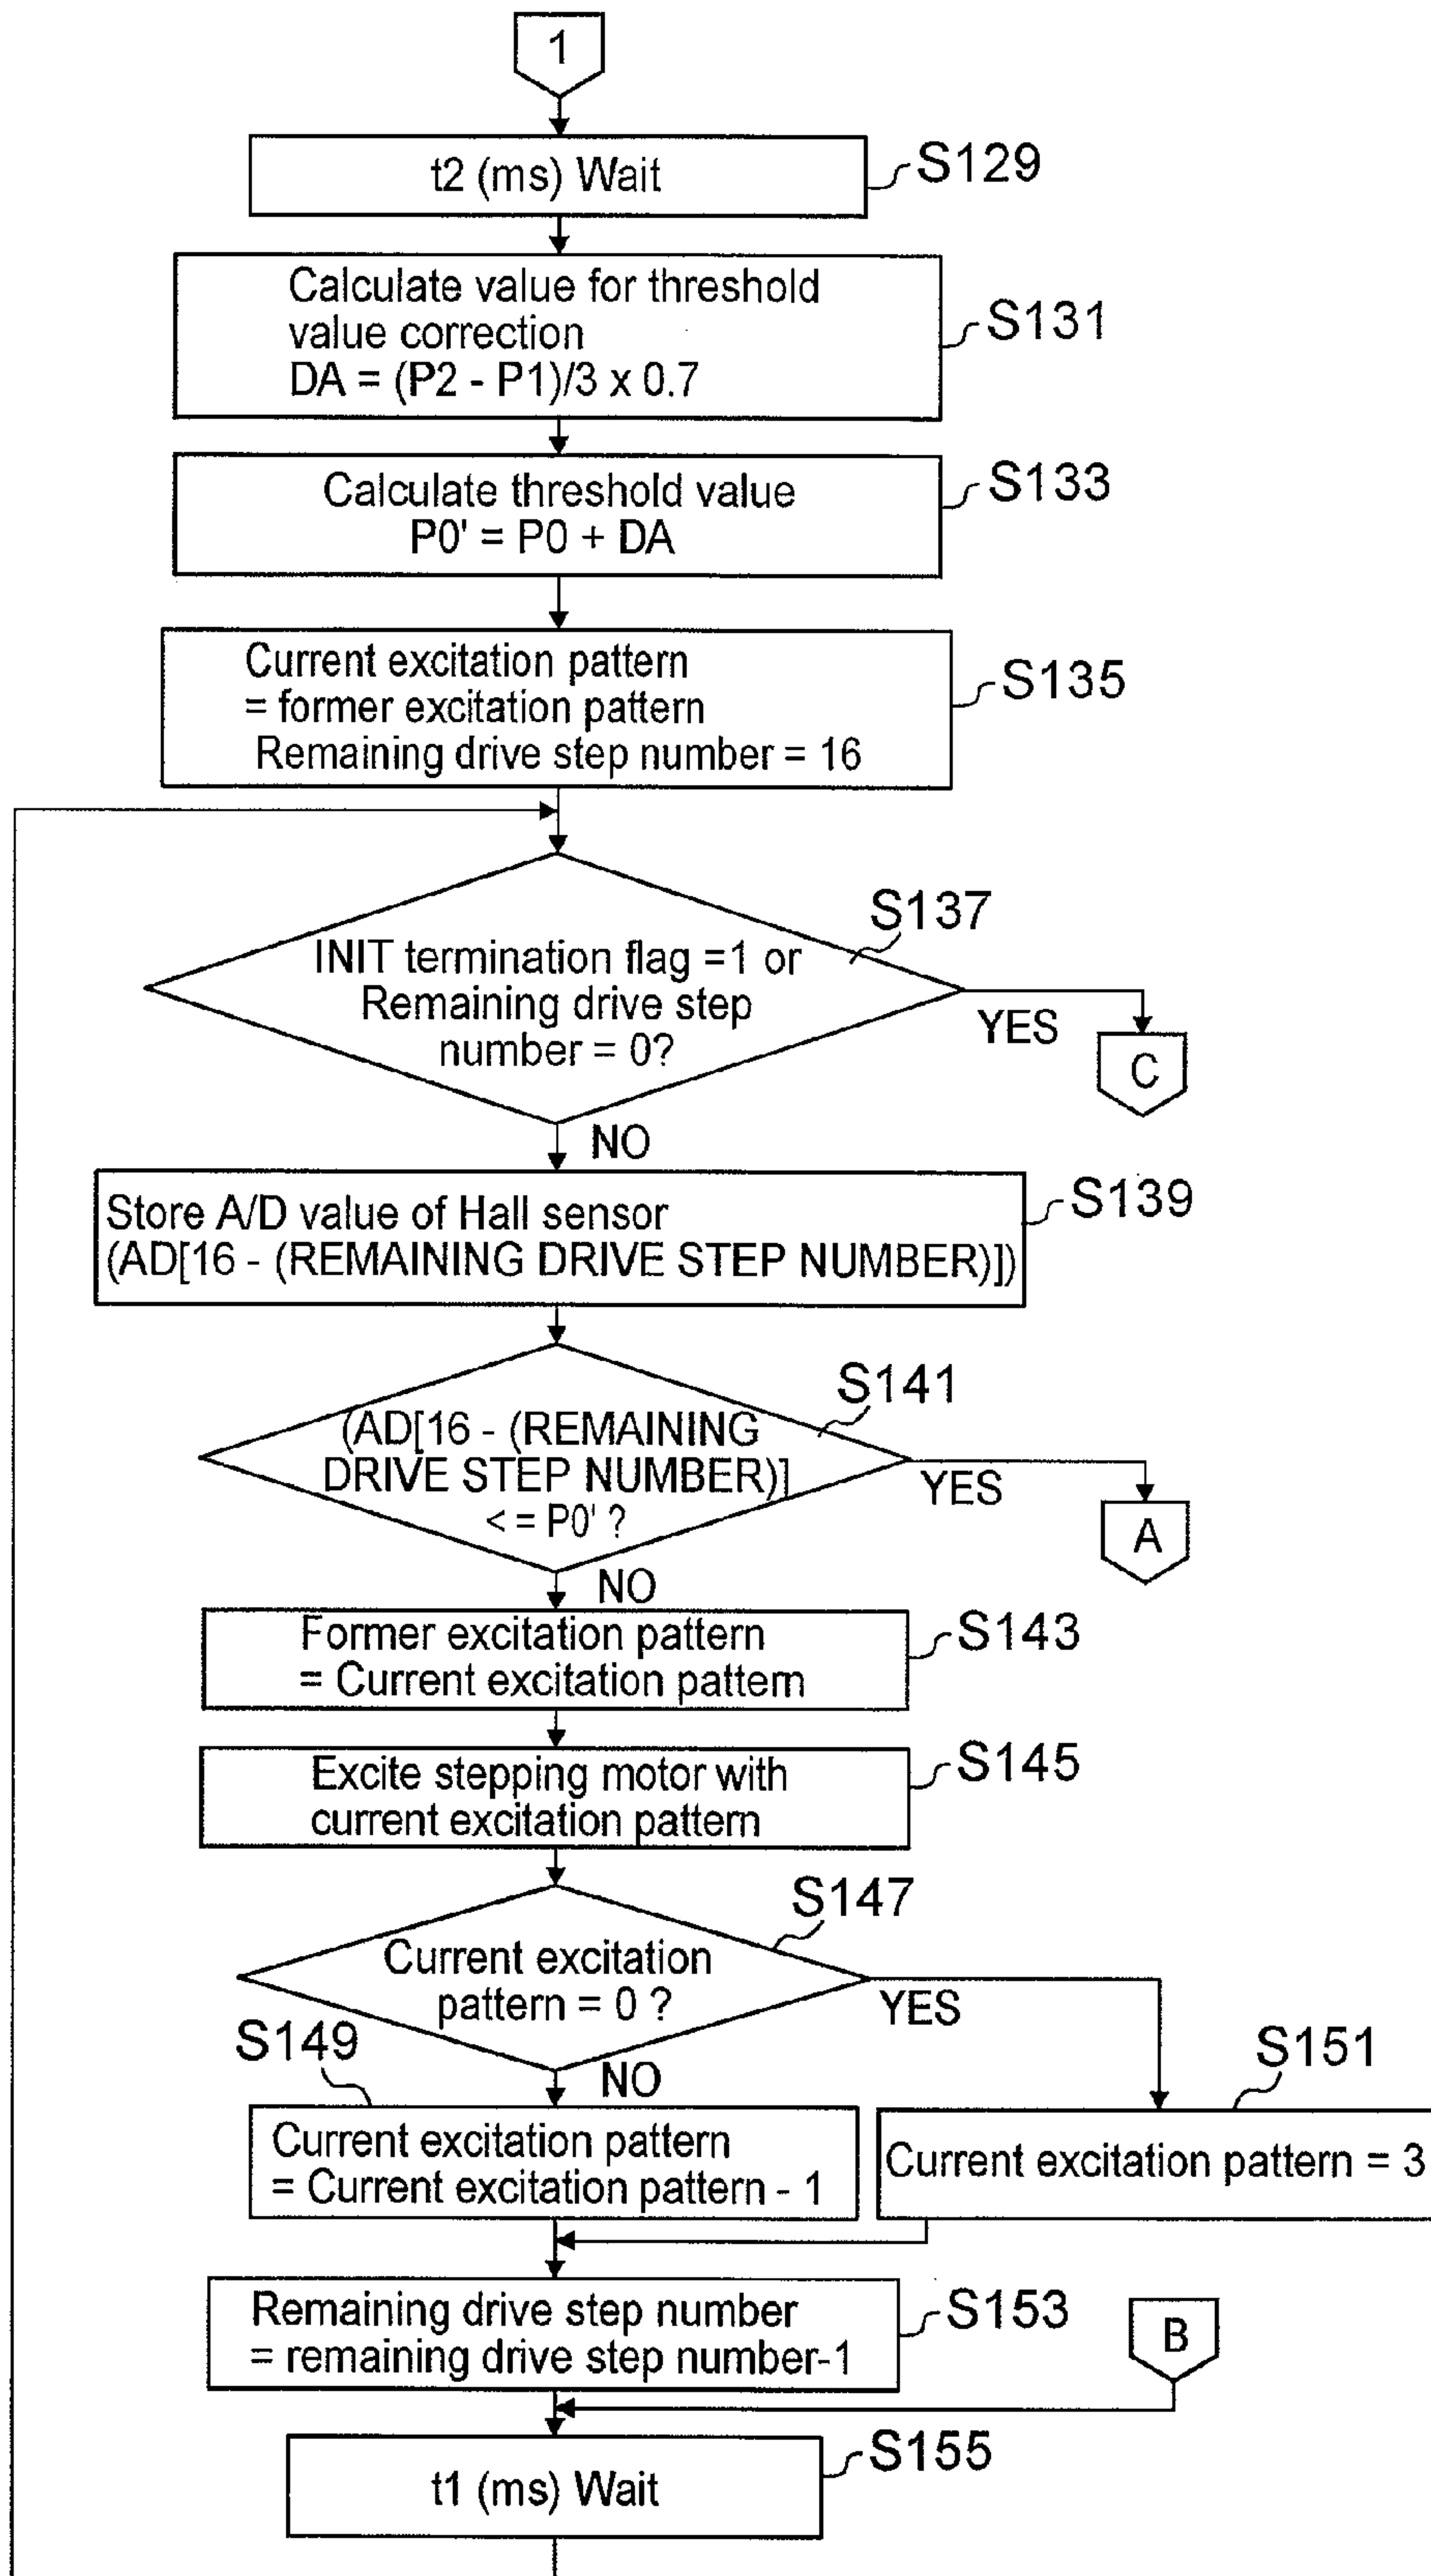 1
t2 (ms) Wait
S129
Calculate value for threshold
value correction
DA = (P2 - P1)/3 x 0.7
S131
Calculate threshold value
P0' = P0 + DA
S133
Current excitation pattern
= former excitation pattern
Remaining drive step number = 16
S135
S137
INIT termination flag =1 or
Remaining drive step
number = 0?
YES
C
NO
Store A/D value of Hall sensor
(AD[16 - (REMAINING DRIVE STEP NUMBER)])
S139
S141
(AD[16 - (REMAINING
DRIVE STEP NUMBER)]
< = P0' ?
YES
A
NO
Former excitation pattern
= Current excitation pattern
S143
Excite stepping motor with
current excitation pattern
S145
S147
Current excitation
pattern = 0 ?
YES
S149
NO
S151
Current excitation pattern
= Current excitation pattern - 1
Current excitation pattern = 3
Remaining drive step number
= remaining drive step number-1
S153
B
t1 (ms) Wait
S155